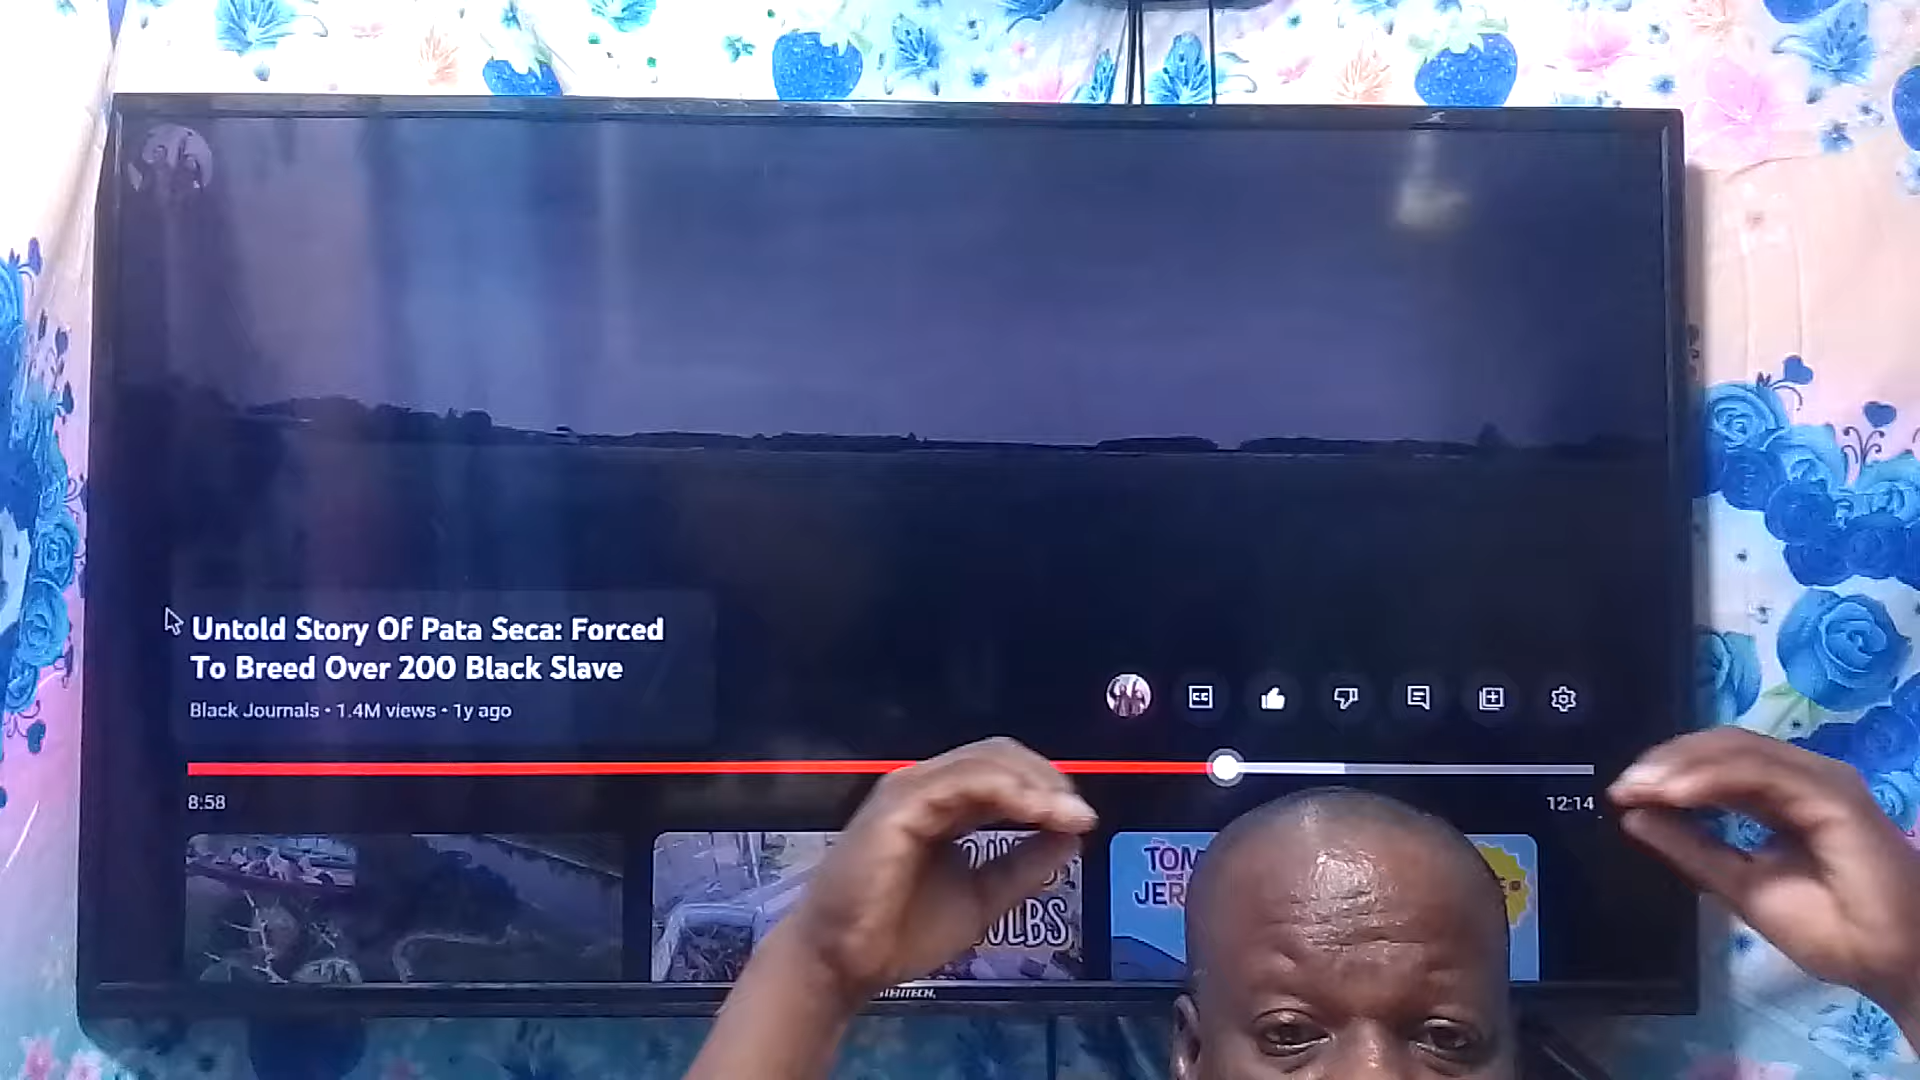 Untold Story Of Pata Seca: Forced
To Breed Over 200 Black Slave
Black Journals • 1.4M views • 1y ago
CC
8:58
12:14
TOM
JER